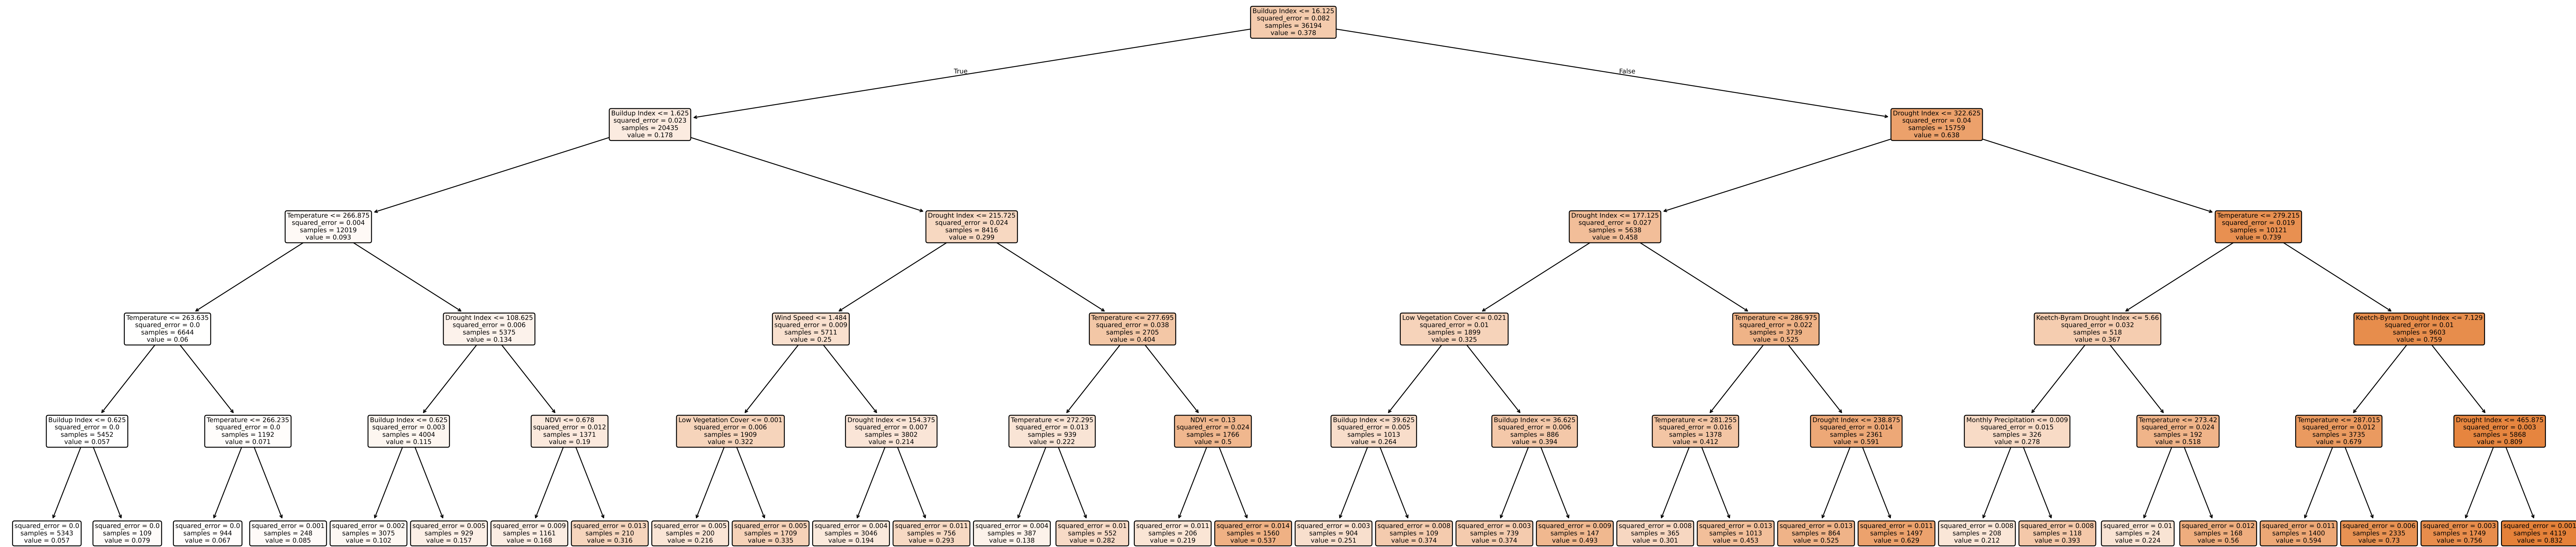 Buildup Index <= 16.125
squared_error = 0.082
samples = 36194
value = 0.378
True
False
Buildup Index <= 1.625
squared_error = 0.023
samples = 20435
value = 0.178
Drought Index <= 322.625
squared_error = 0.04
samples = 15759
value = 0.638
Temperature <= 266.875
squared_error = 0.004
samples = 12019
value = 0.093
Drought Index <= 215.725
squared_error = 0.024
samples = 8416
value = 0.299
Drought Index <= 177.125
squared_error = 0.027
samples = 5638
value = 0.458
Temperature <= 279.215
squared_error = 0.019
samples = 10121
value = 0.739
Temperature <= 263.635
squared_error = 0.0
samples = 6644
value = 0.06
Drought Index <= 108.625
squared_error = 0.006
samples = 5375
value = 0.134
Wind Speed <= 1.484
squared_error = 0.009
samples = 5711
value = 0.25
Temperature <= 277.695
squared_error = 0.038
samples = 2705
value = 0.404
Low Vegetation Cover <= 0.021
squared_error = 0.01
samples = 1899
value = 0.325
Temperature <= 286.975
squared_error = 0.022
samples = 3739
value = 0.525
Keetch-Byram Drought Index <= 5.66
squared_error = 0.032
samples = 518
value = 0.367
Keetch-Byram Drought Index <= 7.129
squared_error = 0.01
samples = 9603
value = 0.759
Buildup Index <= 0.625
squared_error = 0.0
samples = 5452
value = 0.057
Temperature <= 266.235
squared_error = 0.0
samples = 1192
value = 0.071
Buildup Index <= 0.625
squared_error = 0.003
samples = 4004
value = 0.115
NDVI <= 0.678
squared_error = 0.012
samples = 1371
value = 0.19
Low Vegetation Cover <= 0.001
squared_error = 0.006
samples = 1909
value = 0.322
Drought Index <= 154.375
squared_error = 0.007
samples = 3802
value = 0.214
Temperature <= 272.295
squared_error = 0.013
samples = 939
value = 0.222
NDVI <= 0.13
squared_error = 0.024
samples = 1766
value = 0.5
Buildup Index <= 39.625
squared_error = 0.005
samples = 1013
value = 0.264
Buildup Index <= 36.625
squared_error = 0.006
samples = 886
value = 0.394
Temperature <= 281.255
squared_error = 0.016
samples = 1378
value = 0.412
Drought Index <= 238.875
squared_error = 0.014
samples = 2361
value = 0.591
Monthly Precipitation <= 0.009
squared_error = 0.015
samples = 326
value = 0.278
Temperature <= 273.42
squared_error = 0.024
samples = 192
value = 0.518
Temperature <= 287.015
squared_error = 0.012
samples = 3735
value = 0.679
Drought Index <= 465.875
squared_error = 0.003
samples = 5868
value = 0.809
squared_error = 0.0
samples = 5343
value = 0.057
squared_error = 0.0
samples = 109
value = 0.079
squared_error = 0.0
samples = 944
value = 0.067
squared_error = 0.001
samples = 248
value = 0.085
squared_error = 0.002
samples = 3075
value = 0.102
squared_error = 0.005
samples = 929
value = 0.157
squared_error = 0.009
samples = 1161
value = 0.168
squared_error = 0.013
samples = 210
value = 0.316
squared_error = 0.005
samples = 200
value = 0.216
squared_error = 0.005
samples = 1709
value = 0.335
squared_error = 0.004
samples = 3046
value = 0.194
squared_error = 0.011
samples = 756
value = 0.293
squared_error = 0.004
samples = 387
value = 0.138
squared_error = 0.01
samples = 552
value = 0.282
squared_error = 0.011
samples = 206
value = 0.219
squared_error = 0.014
samples = 1560
value = 0.537
squared_error = 0.003
samples = 904
value = 0.251
squared_error = 0.008
samples = 109
value = 0.374
squared_error = 0.003
samples = 739
value = 0.374
squared_error = 0.009
samples = 147
value = 0.493
squared_error = 0.008
samples = 365
value = 0.301
squared_error = 0.013
samples = 1013
value = 0.453
squared_error = 0.013
samples = 864
value = 0.525
squared_error = 0.011
samples = 1497
value = 0.629
squared_error = 0.008
samples = 208
value = 0.212
squared_error = 0.008
samples = 118
value = 0.393
squared_error = 0.01
samples = 24
value = 0.224
squared_error = 0.012
samples = 168
value = 0.56
squared_error = 0.011
samples = 1400
value = 0.594
squared_error = 0.006
samples = 2335
value = 0.73
squared_error = 0.003
samples = 1749
value = 0.756
squared_error = 0.001
samples = 4119
value = 0.832